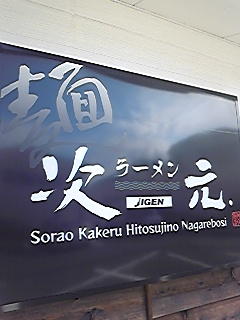 麺
次 ラーメン 元.
JIGEN
Sorao Kakeru Hitosujino Nagarebosi